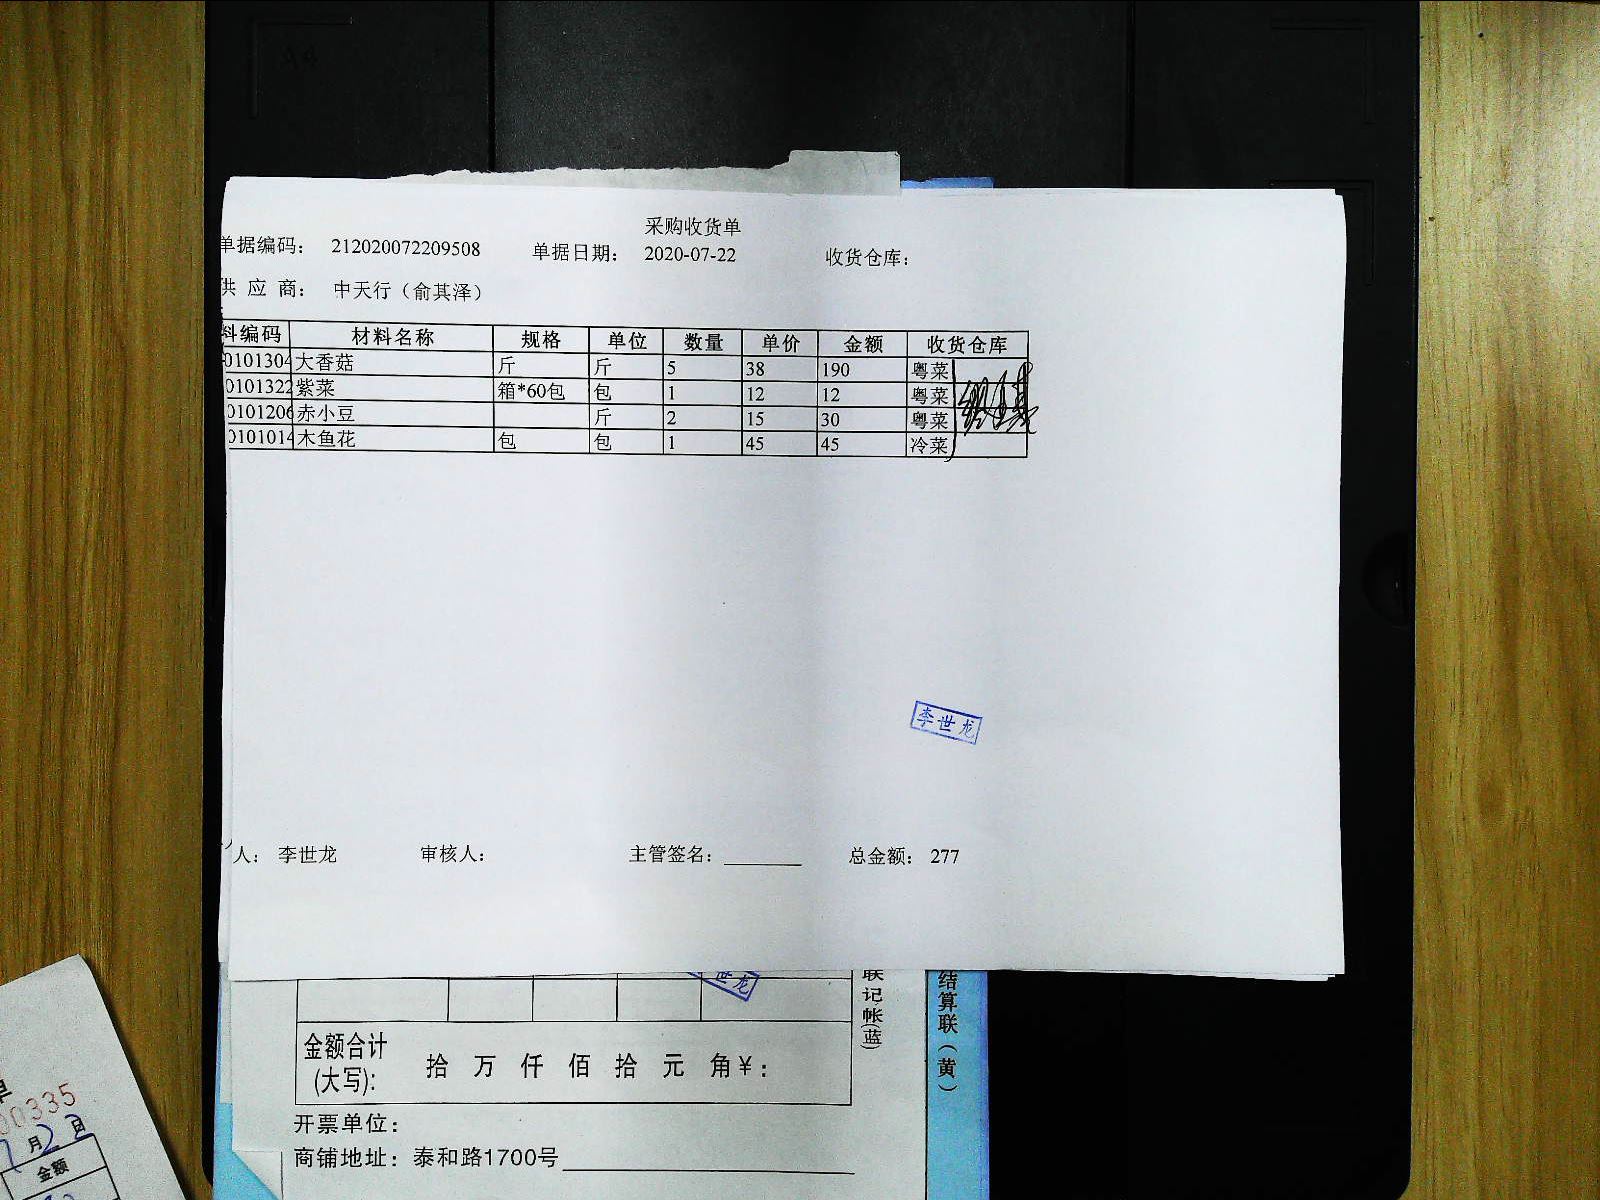 采购收货单
单据编码： 212020072209508 单据日期： 2020-07-22 收货仓库：
供 应 商： 中天行（俞其泽）
料编码 材料名称 规格 单位 数量 单价 金额 收货仓库
0101304 大香菇 斤 斤 5 38 190 粤菜
0101322 紫菜 箱*60包 包 1 12 12 粤菜
0101206 赤小豆 斤 2 15 30 粤菜
0101014 木鱼花 包 包 1 45 45 冷菜
李世龙
人： 李世龙 审核人： 主管签名： 总金额： 277
世龙
联记帐(蓝)
结算联（黄）
金额合计
(大写): 拾 万 仟 佰 拾 元 角¥：
开票单位：
商铺地址：泰和路1700号
00335
7月22日
金额